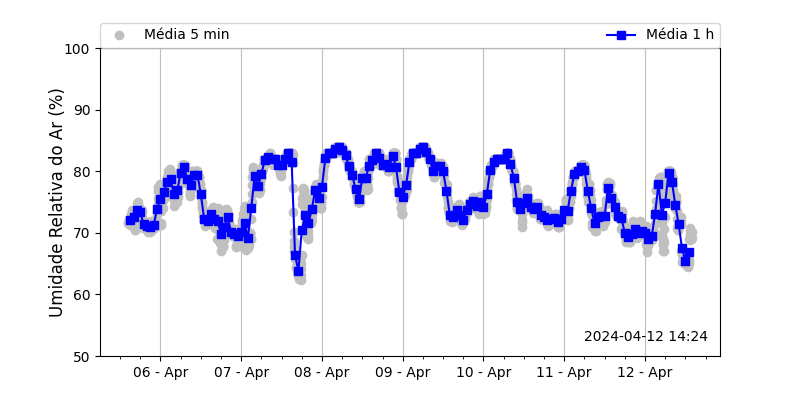 Média 5 min
Média 1 h
100
90
80
70
60
50
Umidade Relativa do Ar (%)
2024-04-12 14:24
06 - Apr
07 - Apr
08 - Apr
09 - Apr
10 - Apr
11 - Apr
12 - Apr